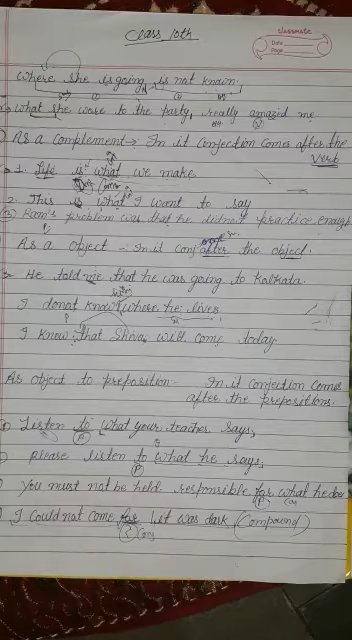 Class 10th
classmate
Date
Page
Where she is going, is not known.
What she wore to the party, really amazed me
As a complement → In it conjection comes after the
Verb
1. Life is what we make
2. This is what I want to say
(3) Ram's problem was that he didnot practice enough
As a object - In it conj after the object.
He told me that he was going to Kolkata.
I donot know where he lives
I know that Shiva will come today
As object to preposition. In it conjection comes
after the prepositions.
Listen to what your teacher says,
(P)
please listen to what he says,
(P)
You must not be held responsible for what he does
(P)
I Could not come for it was dark (Compound)